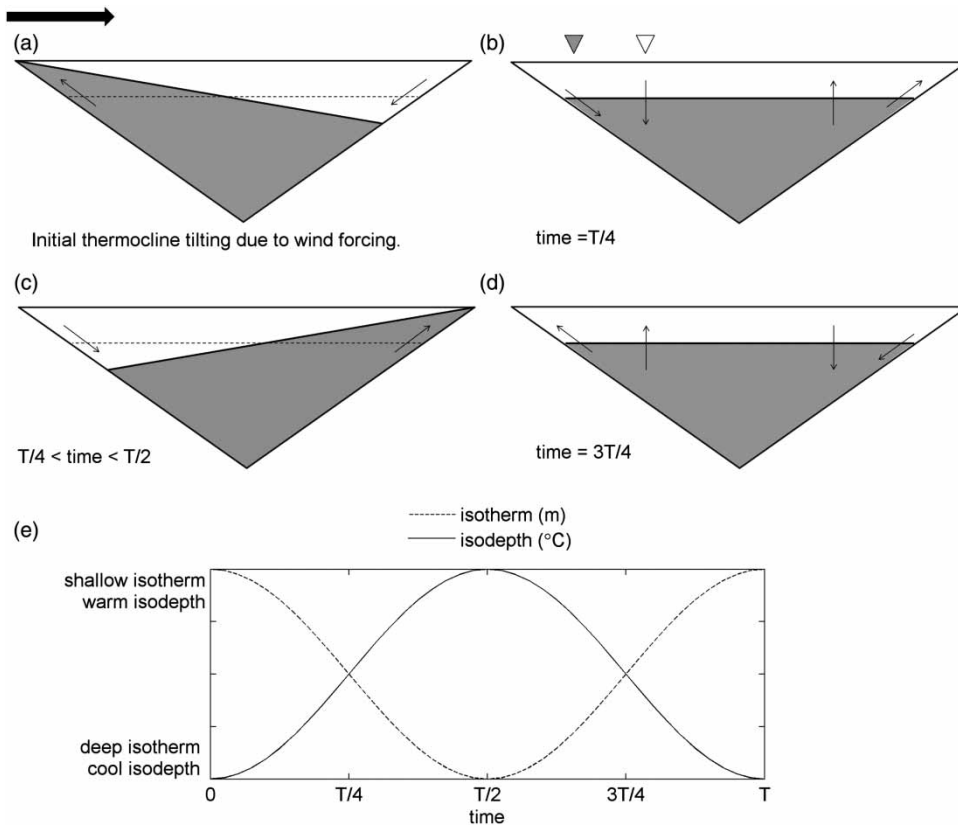 (a)
(b)
Initial thermocline tilting due to wind forcing.
time =T/4
(c)
(d)
T/4 < time < T/2
time = 3T/4
(e)
isotherm (m)
isodepth (°C)
shallow isotherm
warm isodepth
deep isotherm
cool isodepth
0
T/4
T/2
3T/4
T
time